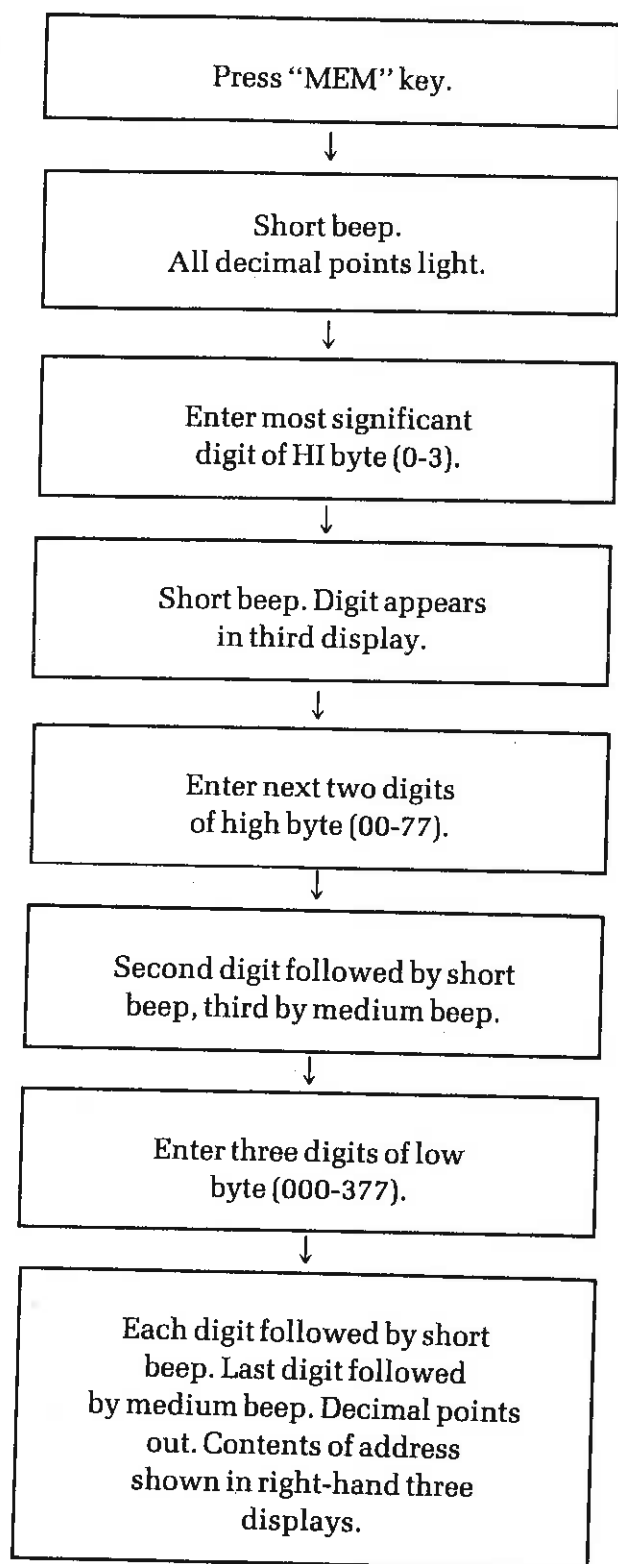 Press “MEM” key.
↓
Short beep.
All decimal points light.
↓
Enter most significant
digit of HI byte (0-3).
↓
Short beep. Digit appears
in third display.
↓
Enter next two digits
of high byte (00-77).
↓
Second digit followed by short
beep, third by medium beep.
↓
Enter three digits of low
byte (000-377).
↓
Each digit followed by short
beep. Last digit followed
by medium beep. Decimal points
out. Contents of address
shown in right-hand three
displays.